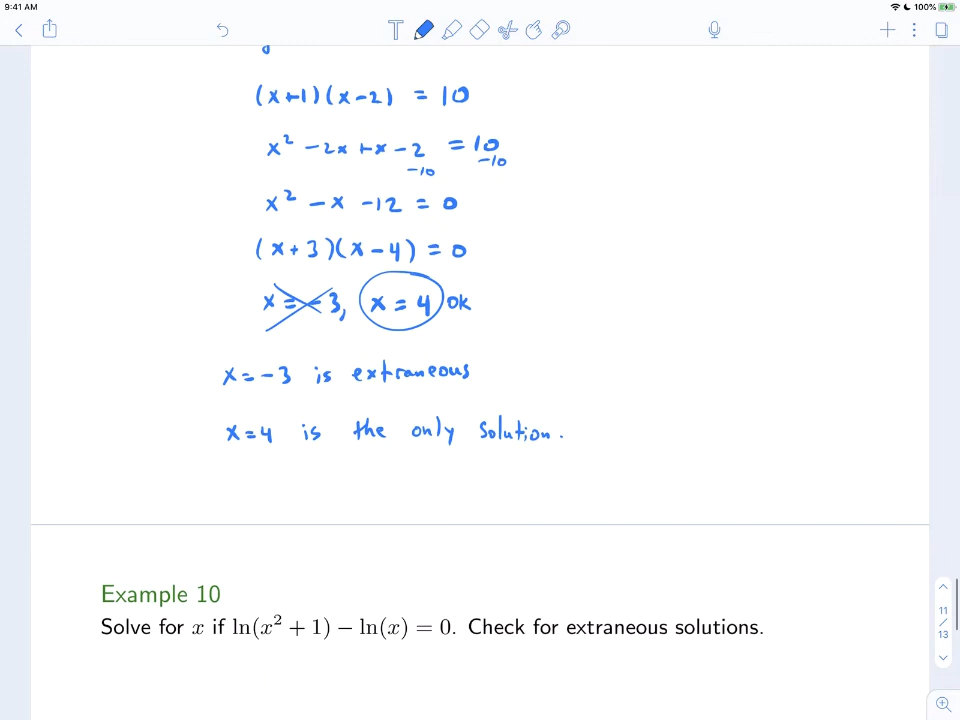 9:41 AM
100%
(x+1)(x-2) = 10
x² - 2x + x - 2 = 10
-10 -10
x² - x - 12 = 0
(x+3)(x-4) = 0
x = -3, x = 4 ok
x = -3 is extraneous
x = 4 is the only solution.
Example 10
Solve for x if ln(x² + 1) − ln(x) = 0. Check for extraneous solutions.
11
/
13